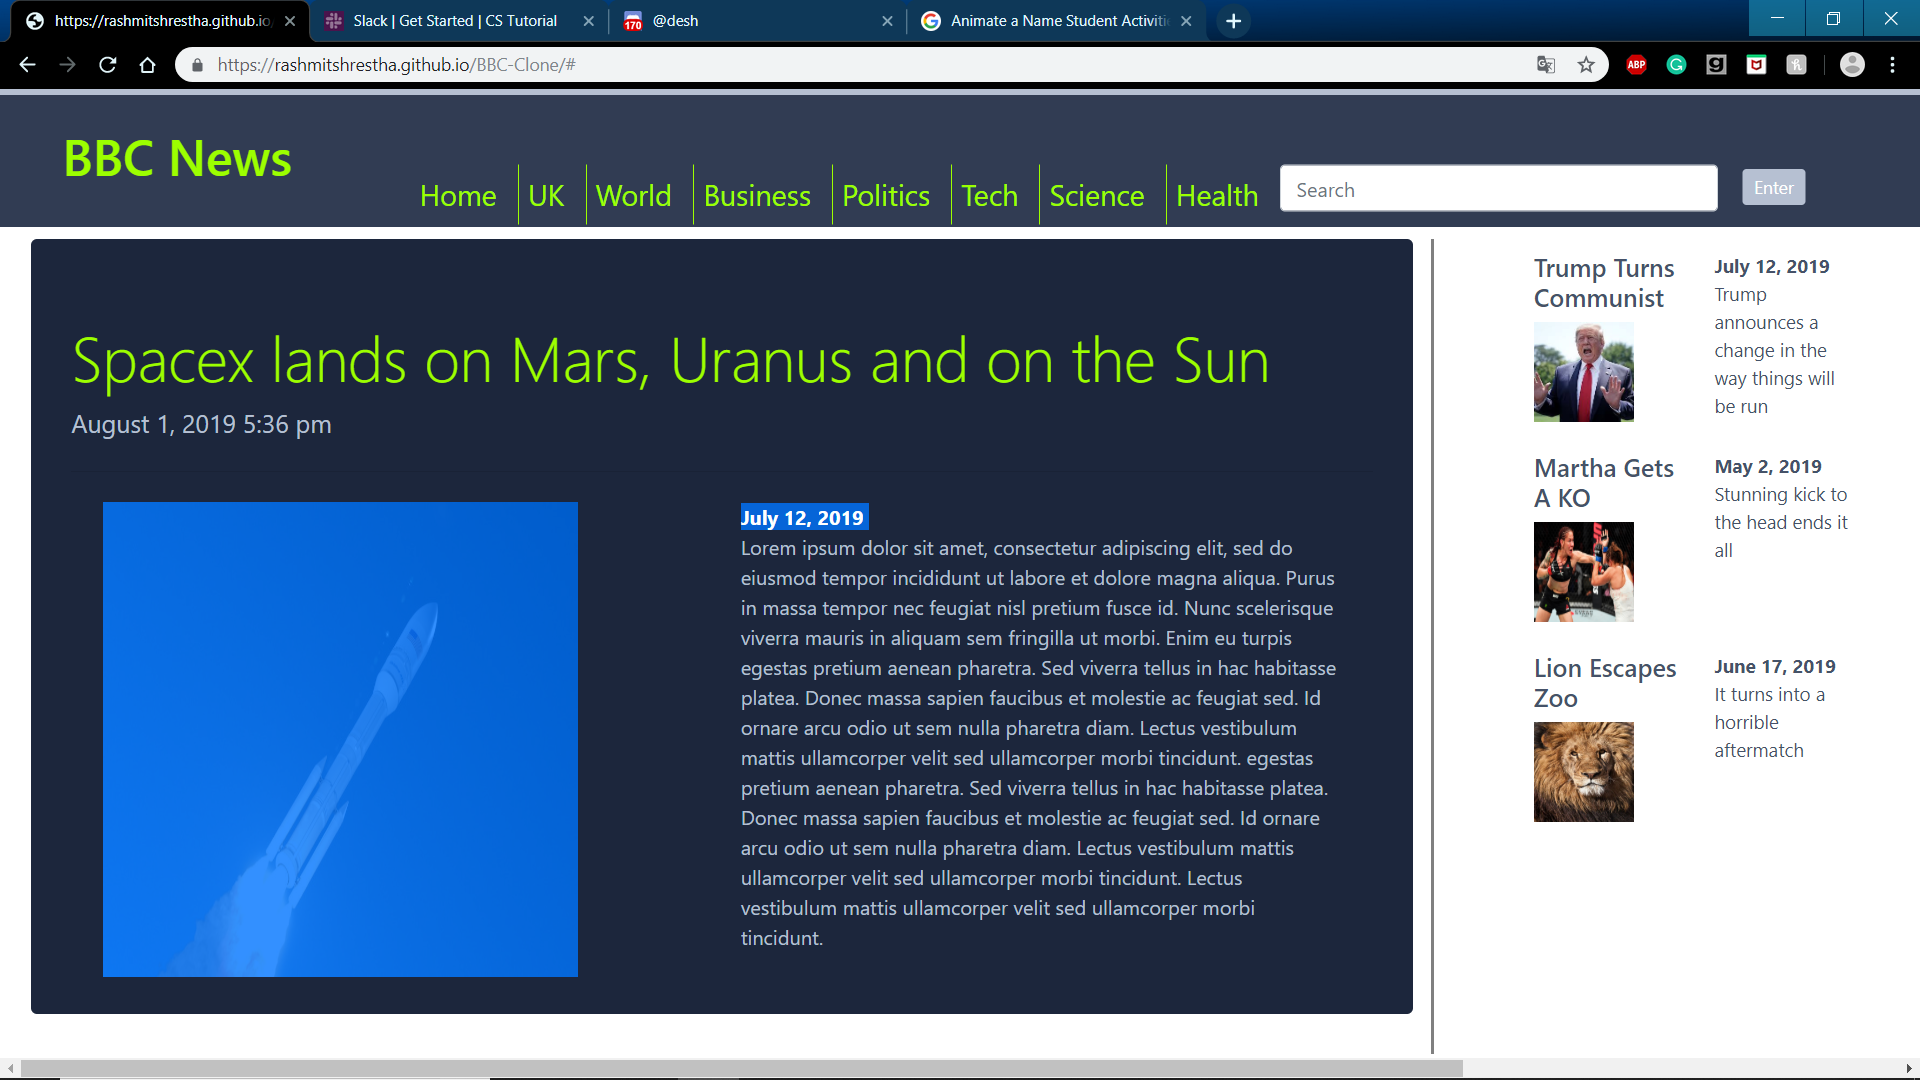 https://rashmitshrestha.github.io
Slack | Get Started | CS Tutorial
170
@desh
Animate a Name Student Activiti
https://rashmitshrestha.github.io/BBC-Clone/#
ABP
BBC News
Home
UK
World
Business
Politics
Tech
Science
Health
Search
Enter
Spacex lands on Mars, Uranus and on the Sun
August 1, 2019 5:36 pm
July 12, 2019
Lorem ipsum dolor sit amet, consectetur adipiscing elit, sed do
eiusmod tempor incididunt ut labore et dolore magna aliqua. Purus
in massa tempor nec feugiat nisl pretium fusce id. Nunc scelerisque
viverra mauris in aliquam sem fringilla ut morbi. Enim eu turpis
egestas pretium aenean pharetra. Sed viverra tellus in hac habitasse
platea. Donec massa sapien faucibus et molestie ac feugiat sed. Id
ornare arcu odio ut sem nulla pharetra diam. Lectus vestibulum
mattis ullamcorper velit sed ullamcorper morbi tincidunt. egestas
pretium aenean pharetra. Sed viverra tellus in hac habitasse platea.
Donec massa sapien faucibus et molestie ac feugiat sed. Id ornare
arcu odio ut sem nulla pharetra diam. Lectus vestibulum mattis
ullamcorper velit sed ullamcorper morbi tincidunt. Lectus
vestibulum mattis ullamcorper velit sed ullamcorper morbi
tincidunt.
Trump Turns
Communist
July 12, 2019
Trump
announces a
change in the
way things will
be run
Martha Gets
A KO
May 2, 2019
Stunning kick to
the head ends it
all
Lion Escapes
Zoo
June 17, 2019
It turns into a
horrible
aftermatch